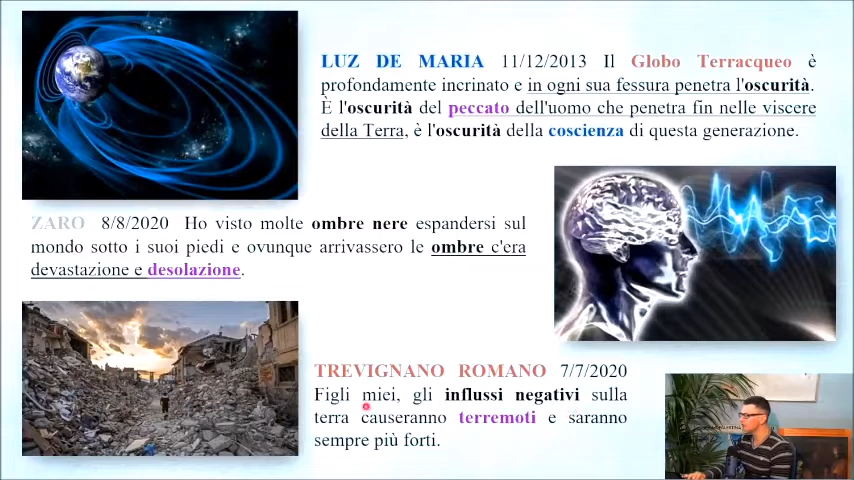 LUZ DE MARIA 11/12/2013 Il Globo Terracqueo è
profondamente incrinato e in ogni sua fessura penetra l'oscurità.
È l'oscurità del peccato dell'uomo che penetra fin nelle viscere
della Terra, è l'oscurità della coscienza di questa generazione.
ZARO 8/8/2020 Ho visto molte ombre nere espandersi sul
mondo sotto i suoi piedi e ovunque arrivassero le ombre c'era
devastazione e desolazione.
TREVIGNANO ROMANO 7/7/2020
Figli miei, gli influssi negativi sulla
terra causeranno terremoti e saranno
sempre più forti.